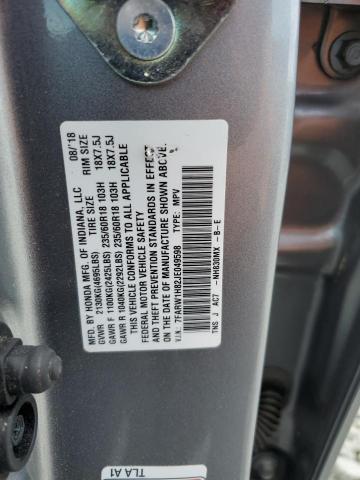 MFD. BY HONDA MFG. OF INDIANA, LLC 08/'18
TIRE SIZE RIM SIZE
GVWR 2130KG(4695LBS)
GAWR F 1100KG(2425LBS) 235/60R18 103H 18X7.5J
GAWR R 1040KG(2292LBS) 235/60R18 103H 18X7.5J
THIS VEHICLE CONFORMS TO ALL APPLICABLE
FEDERAL MOTOR VEHICLE SAFETY
AND THEFT PREVENTION STANDARDS IN EFFECT
ON THE DATE OF MANUFACTURE SHOWN ABOVE.
V.I.N. 7FARW1H82JE049598 TYPE: MPV
TNS J AC7 -NH830MX -B-E
TLA A1